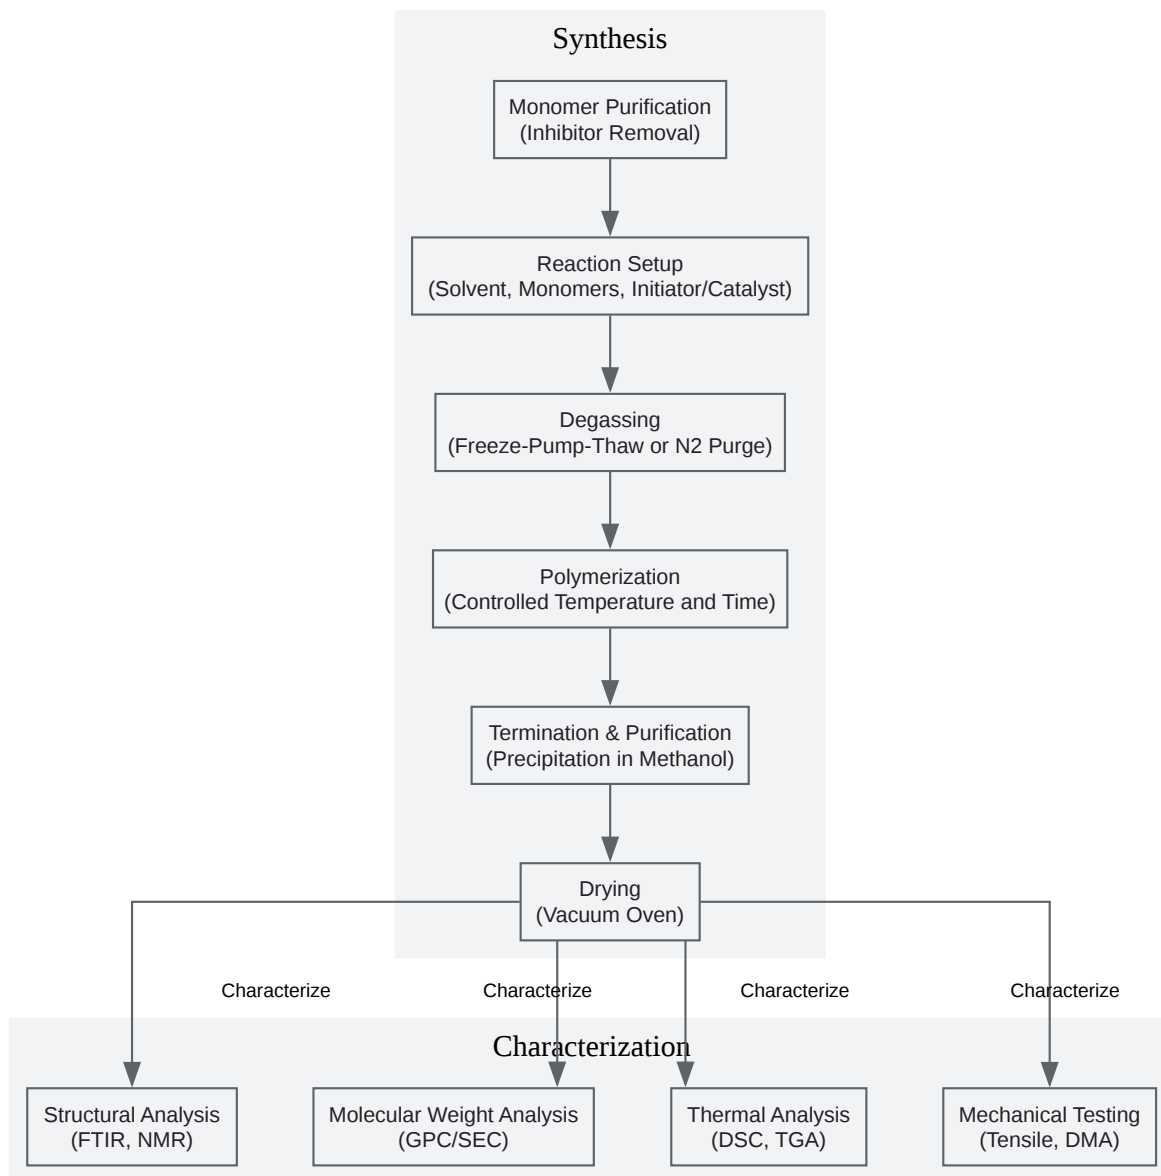 Synthesis
Monomer Purification
(Inhibitor Removal)
Reaction Setup
(Solvent, Monomers, Initiator/Catalyst)
Degassing
(Freeze-Pump-Thaw or N2 Purge)
Polymerization
(Controlled Temperature and Time)
Termination & Purification
(Precipitation in Methanol)
Drying
(Vacuum Oven)
Characterize
Characterize
Characterize
Characterize
Characterization
Structural Analysis
(FTIR, NMR)
Molecular Weight Analysis
(GPC/SEC)
Thermal Analysis
(DSC, TGA)
Mechanical Testing
(Tensile, DMA)